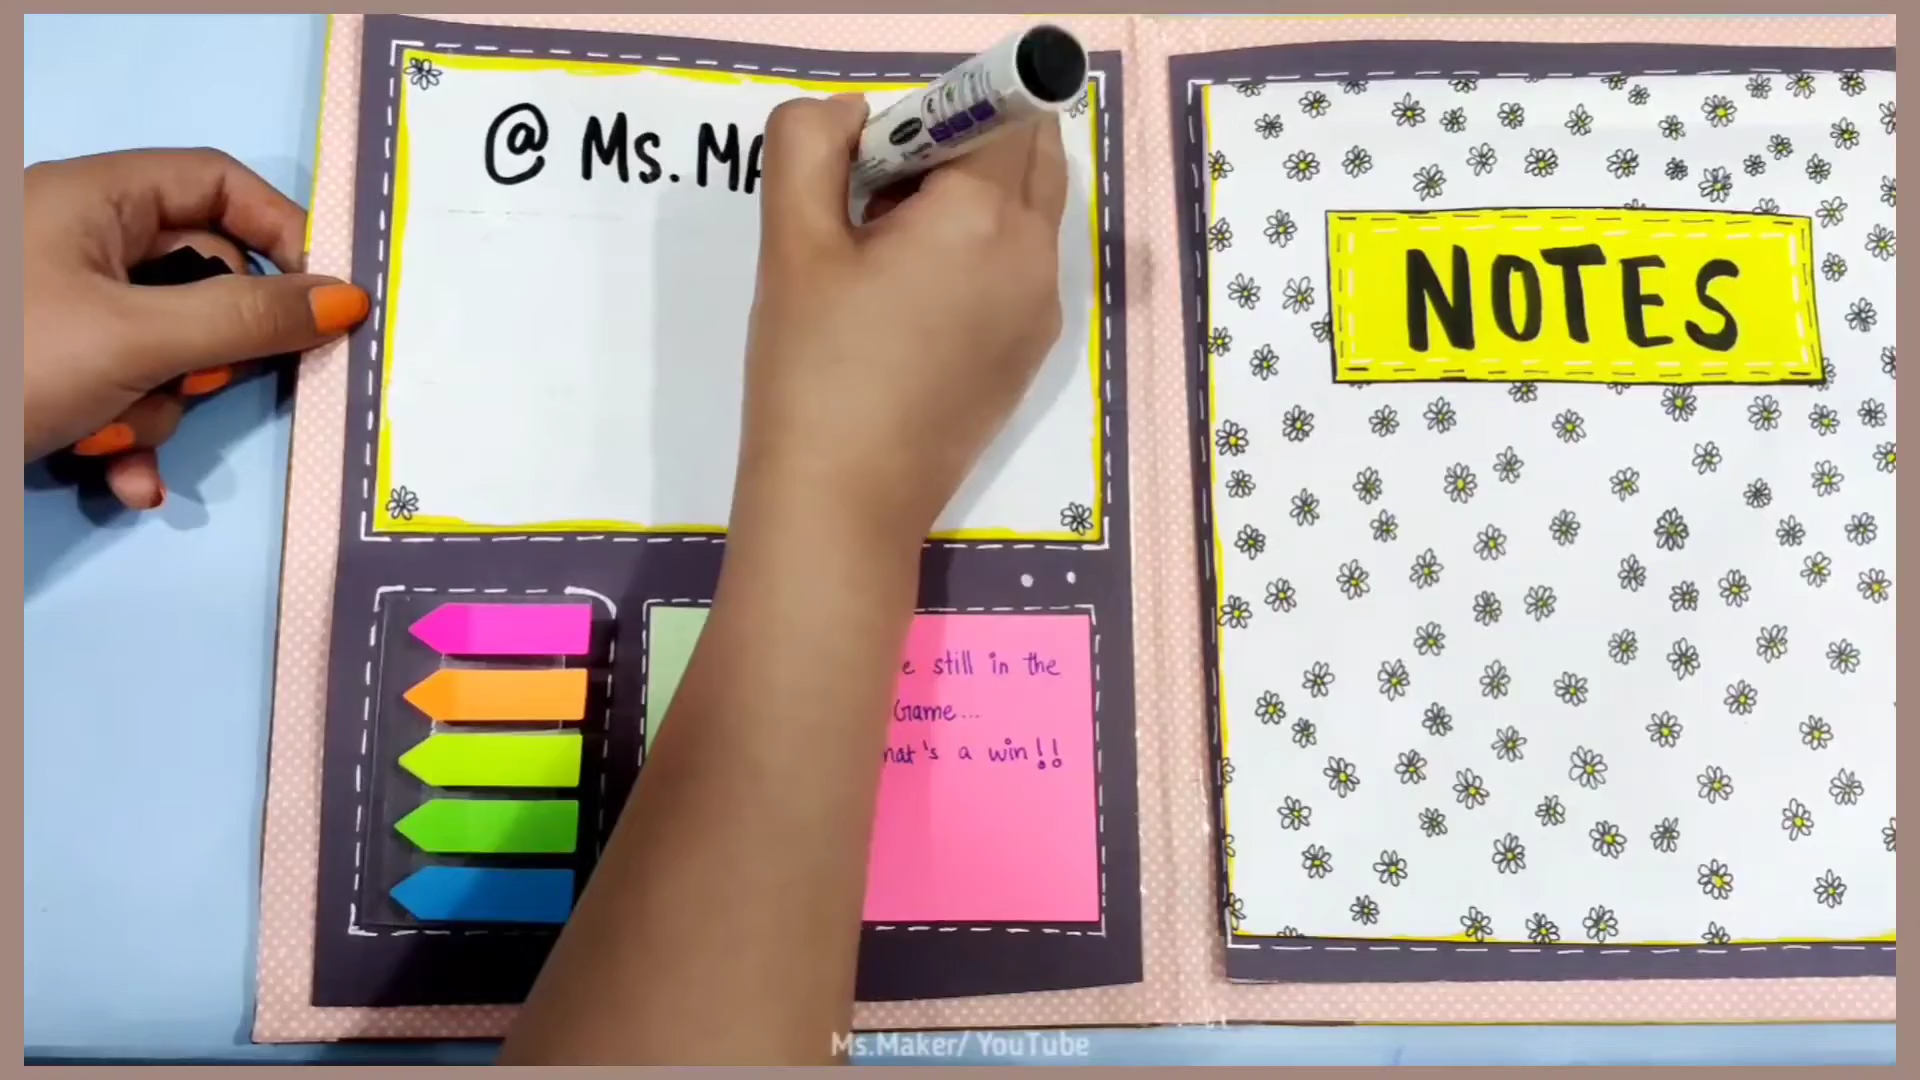 @ Ms. MA
NOTES
still in the
Game...
a win!!
Ms.Maker/ YouTube